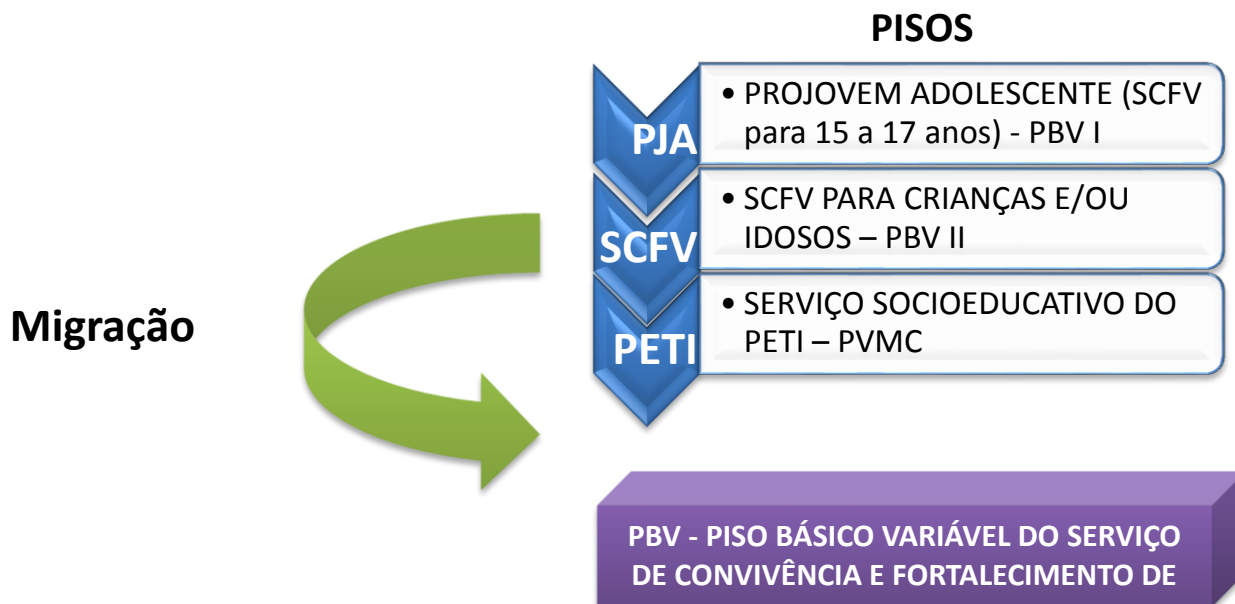 PISOS
PJA
• PROJOVEM ADOLESCENTE (SCFV
para 15 a 17 anos) - PBV I
SCFV
• SCFV PARA CRIANÇAS E/OU
IDOSOS – PBV II
PETI
• SERVIÇO SOCIOEDUCATIVO DO
PETI – PVMC
Migração
PBV - PISO BÁSICO VARIÁVEL DO SERVIÇO
DE CONVIVÊNCIA E FORTALECIMENTO DE